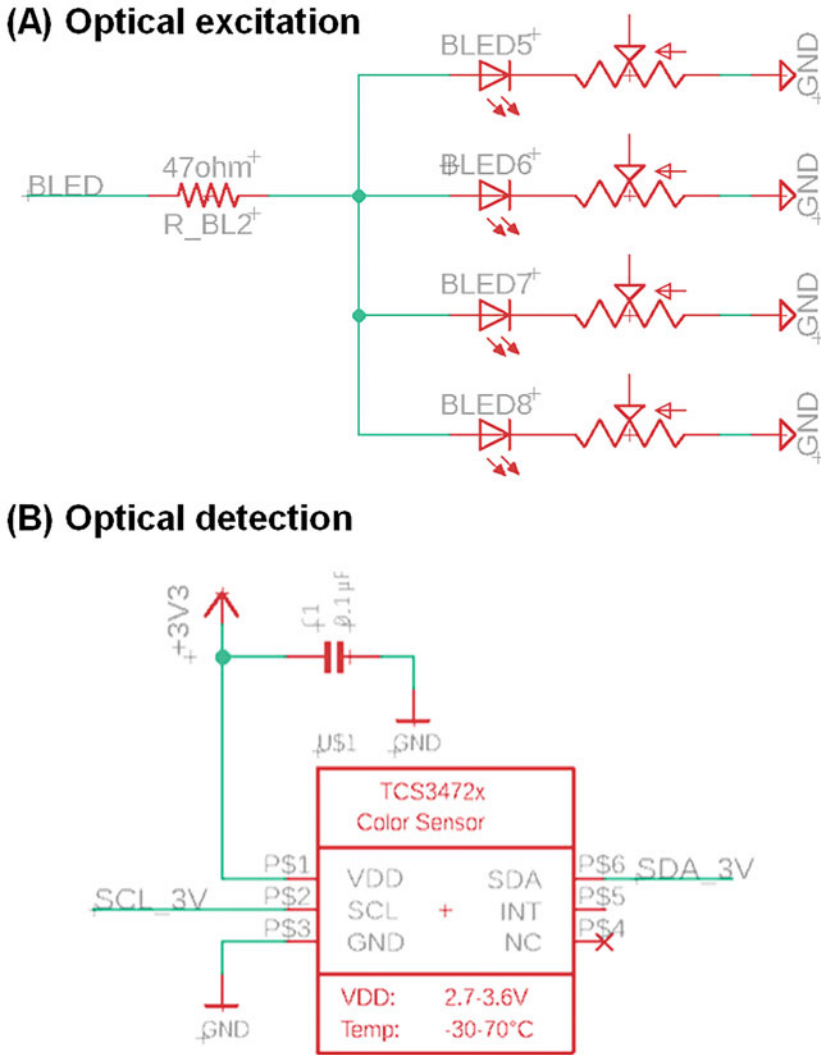 (A) Optical excitation
BLED5
GND
BLED
47ohm
R_BL2
BLED6
GND
BLED7
GND
BLED8
GND
(B) Optical detection
+3V3
C1
0.1 µF
GND
U$1
TCS3472x
Color Sensor
P$1
VDD
SDA
P$6
SDA_3V
SCL_3V
P$2
SCL
INT
P$5
P$3
GND
NC
P$4
GND
VDD: 2.7-3.6V
Temp: -30-70°C